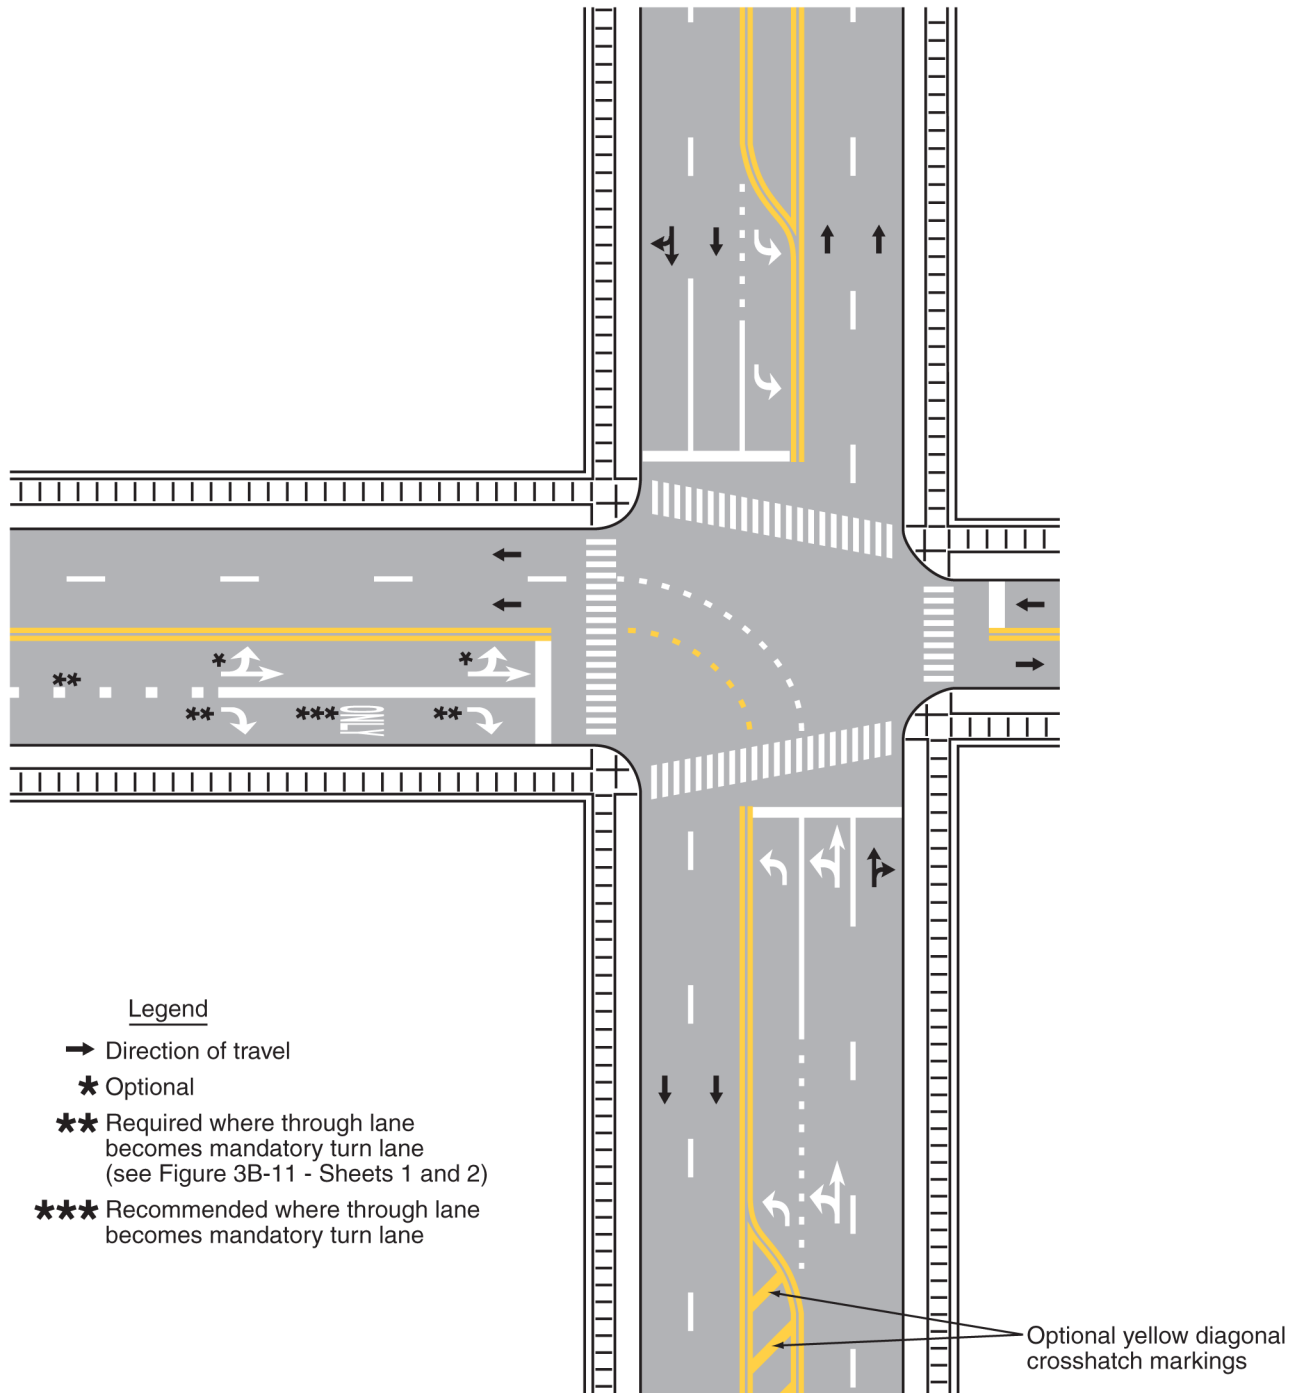 ONLY
Legend
Direction of travel
* Optional
** Required where through lane
becomes mandatory turn lane
(see Figure 3B-11 - Sheets 1 and 2)
*** Recommended where through lane
becomes mandatory turn lane
Optional yellow diagonal
crosshatch markings